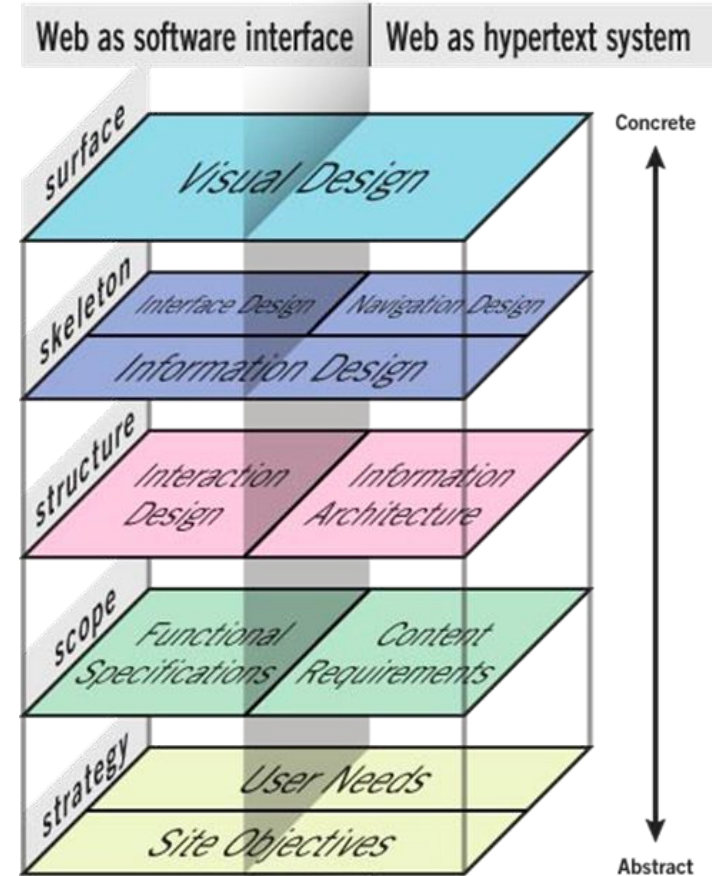 Web as software interface
Web as hypertext system
Concrete
surface
Visual Design
skeleton
Interface Design
Navigation Design
Information Design
structure
Interaction
Design
Information
Architecture
scope
Functional
Specifications
Content
Requirements
strategy
User Needs
Site Objectives
Abstract